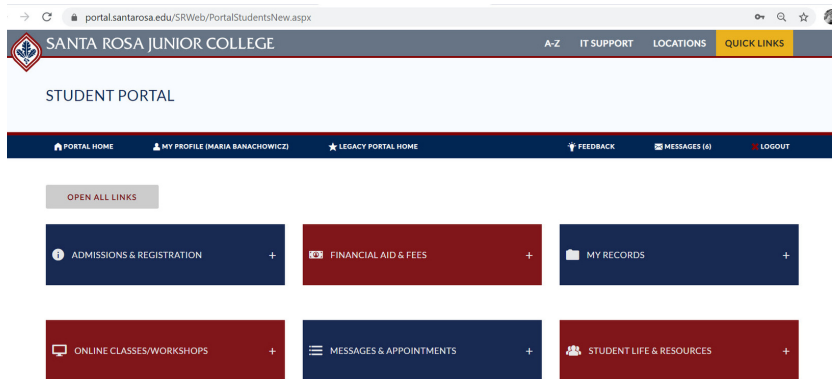 portal.santarosa.edu/SRWeb/PortalStudentsNew.aspx
SANTA ROSA JUNIOR COLLEGE A-Z IT SUPPORT LOCATIONS QUICK LINKS
STUDENT PORTAL
PORTAL HOME MY PROFILE (MARIA BANACHOWICZ) LEGACY PORTAL HOME FEEDBACK MESSAGES (6) LOGOUT
OPEN ALL LINKS
ADMISSIONS & REGISTRATION + FINANCIAL AID & FEES + MY RECORDS +
ONLINE CLASSES/WORKSHOPS + MESSAGES & APPOINTMENTS + STUDENT LIFE & RESOURCES +